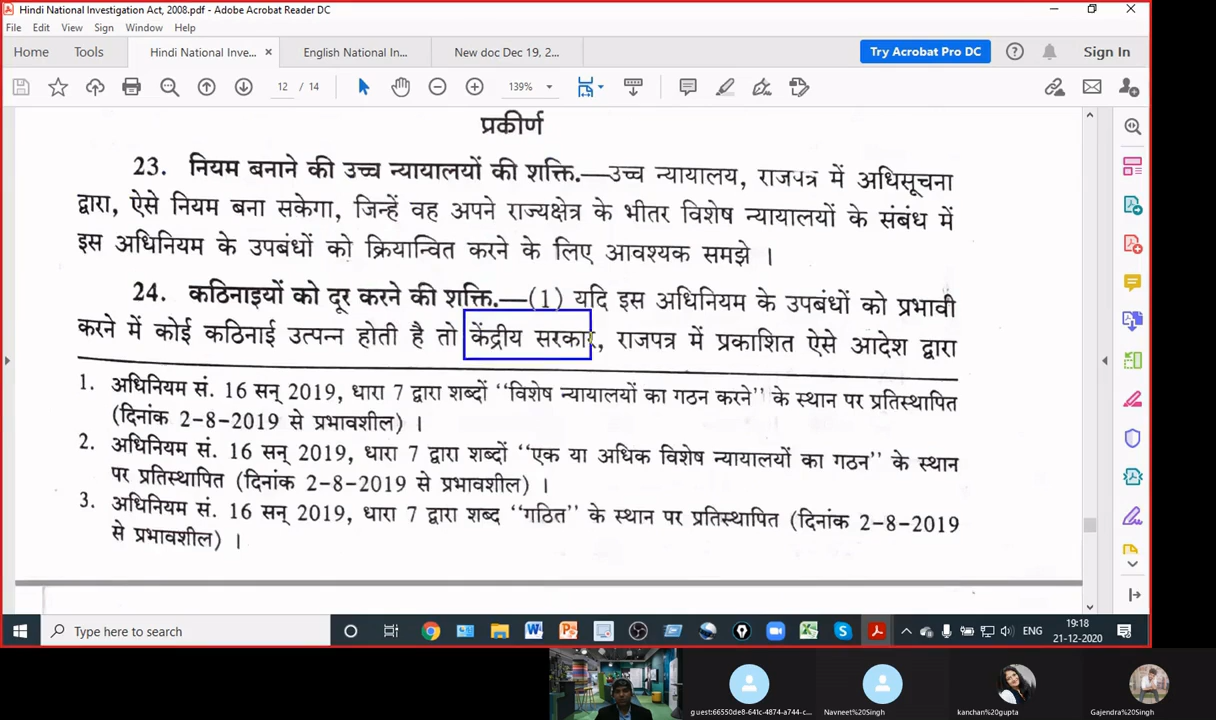 Hindi National Investigation Act, 2008.pdf - Adobe Acrobat Reader DC
File Edit View Sign Window Help
Home Tools Hindi National Inve... × English National In... New doc Dec 19, 2... Try Acrobat Pro DC Sign In
12 / 14 139%
प्रकीर्ण
23. नियम बनाने की उच्च न्यायालयों की शक्ति.—उच्च न्यायालय, राजपत्र में अधिसूचना
द्वारा, ऐसे नियम बना सकेगा, जिन्हें वह अपने राज्यक्षेत्र के भीतर विशेष न्यायालयों के संबंध में
इस अधिनियम के उपबंधों को क्रियान्वित करने के लिए आवश्यक समझे ।
24. कठिनाइयों को दूर करने की शक्ति.—(1) यदि इस अधिनियम के उपबंधों को प्रभावी
करने में कोई कठिनाई उत्पन्न होती है तो केंद्रीय सरकार, राजपत्र में प्रकाशित ऐसे आदेश द्वारा
1. अधिनियम सं. 16 सन् 2019, धारा 7 द्वारा शब्दों "विशेष न्यायालयों का गठन करने" के स्थान पर प्रतिस्थापित
(दिनांक 2-8-2019 से प्रभावशील) ।
2. अधिनियम सं. 16 सन् 2019, धारा 7 द्वारा शब्दों "एक या अधिक विशेष न्यायालयों का गठन" के स्थान
पर प्रतिस्थापित (दिनांक 2-8-2019 से प्रभावशील) ।
3. अधिनियम सं. 16 सन् 2019, धारा 7 द्वारा शब्द "गठित" के स्थान पर प्रतिस्थापित (दिनांक 2-8-2019
से प्रभावशील) ।
Type here to search ENG 19:18
21-12-2020
guest:66550de8-641c-4874-a744-c... Navneet%20Singh kanchan%20gupta Gajendra%20Singh